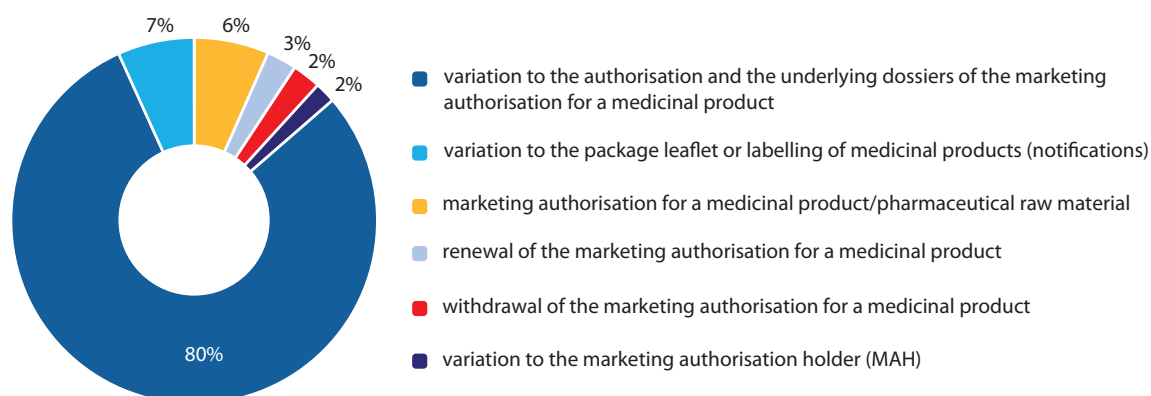 7%
6%
3%
2%
2%
80%
variation to the authorisation and the underlying dossiers of the marketing
authorisation for a medicinal product
variation to the package leaflet or labelling of medicinal products (notifications)
marketing authorisation for a medicinal product/pharmaceutical raw material
renewal of the marketing authorisation for a medicinal product
withdrawal of the marketing authorisation for a medicinal product
variation to the marketing authorisation holder (MAH)